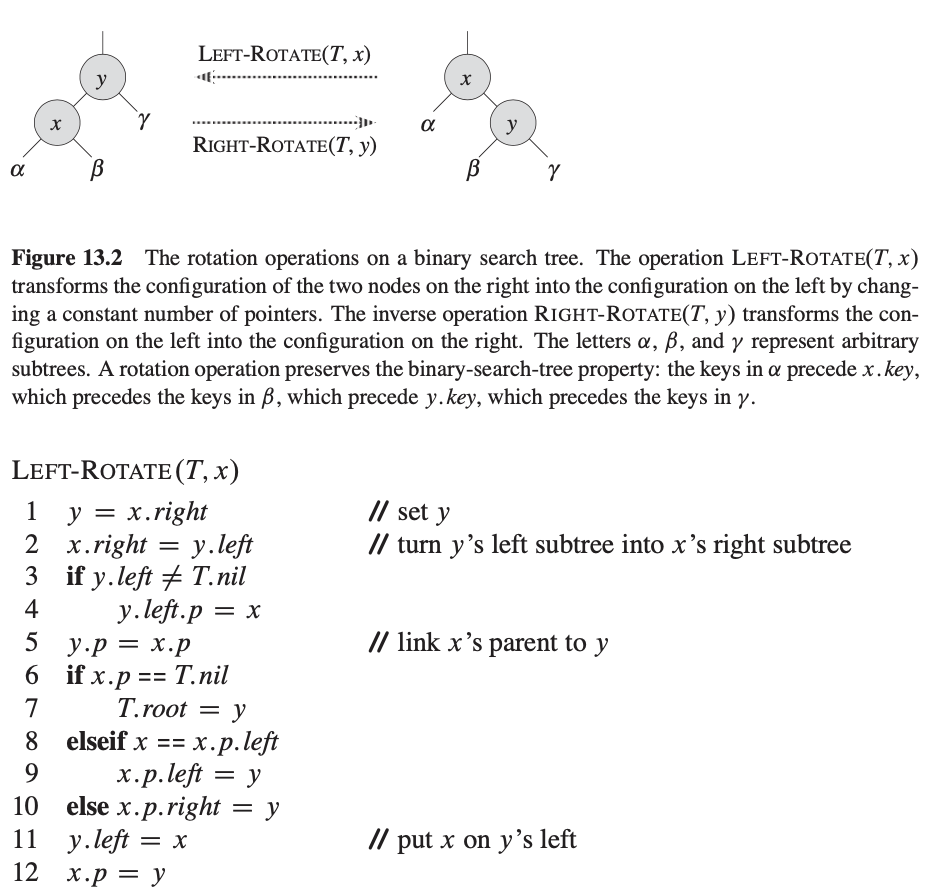 LEFT-ROTATE(T, x)
y
x
x
γ
α
y
RIGHT-ROTATE(T, y)
α
β
β
γ
Figure 13.2 The rotation operations on a binary search tree. The operation LEFT-ROTATE(T, x)
transforms the configuration of the two nodes on the right into the configuration on the left by chang-
ing a constant number of pointers. The inverse operation RIGHT-ROTATE(T, y) transforms the con-
figuration on the left into the configuration on the right. The letters α, β, and γ represent arbitrary
subtrees. A rotation operation preserves the binary-search-tree property: the keys in α precede x.key,
which precedes the keys in β, which precede y.key, which precedes the keys in γ.
LEFT-ROTATE(T, x)
1 y = x.right // set y
2 x.right = y.left // turn y’s left subtree into x’s right subtree
3 if y.left ≠ T.nil
4 y.left.p = x
5 y.p = x.p // link x’s parent to y
6 if x.p == T.nil
7 T.root = y
8 elseif x == x.p.left
9 x.p.left = y
10 else x.p.right = y
11 y.left = x // put x on y’s left
12 x.p = y